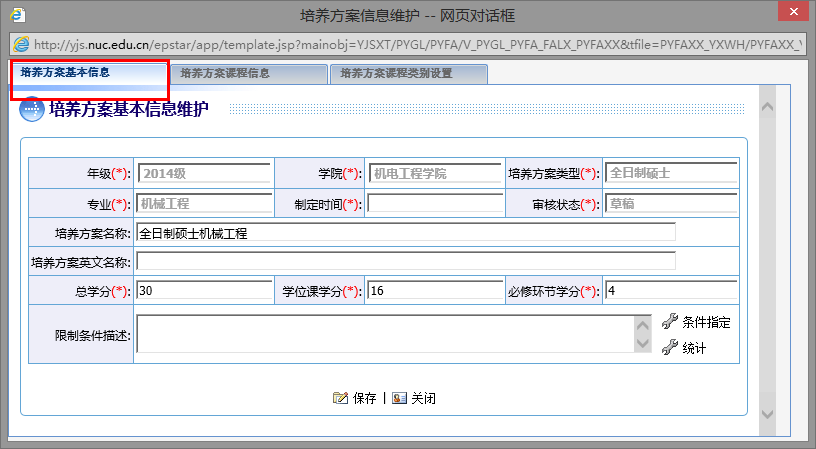 培养方案信息维护 -- 网页对话框
http://yjs.nuc.edu.cn/epstar/app/template.jsp?mainobj=YJSXT/PYGL/PYFA/V_PYGL_PYFA_FALX_PYFAXX&tfile=PYFAXX_YXWH/PYFAXX_
培养方案基本信息 培养方案课程信息 培养方案课程类别设置
培养方案基本信息维护
年级(*): 2014级 学院(*): 机电工程学院 培养方案类型(*): 全日制硕士
专业(*): 机械工程 制定时间(*): 审核状态(*): 草稿
培养方案名称: 全日制硕士机械工程
培养方案英文名称:
总学分(*): 30 学位课学分(*): 16 必修环节学分(*): 4
限制条件描述: 条件指定
统计
保存 | 关闭